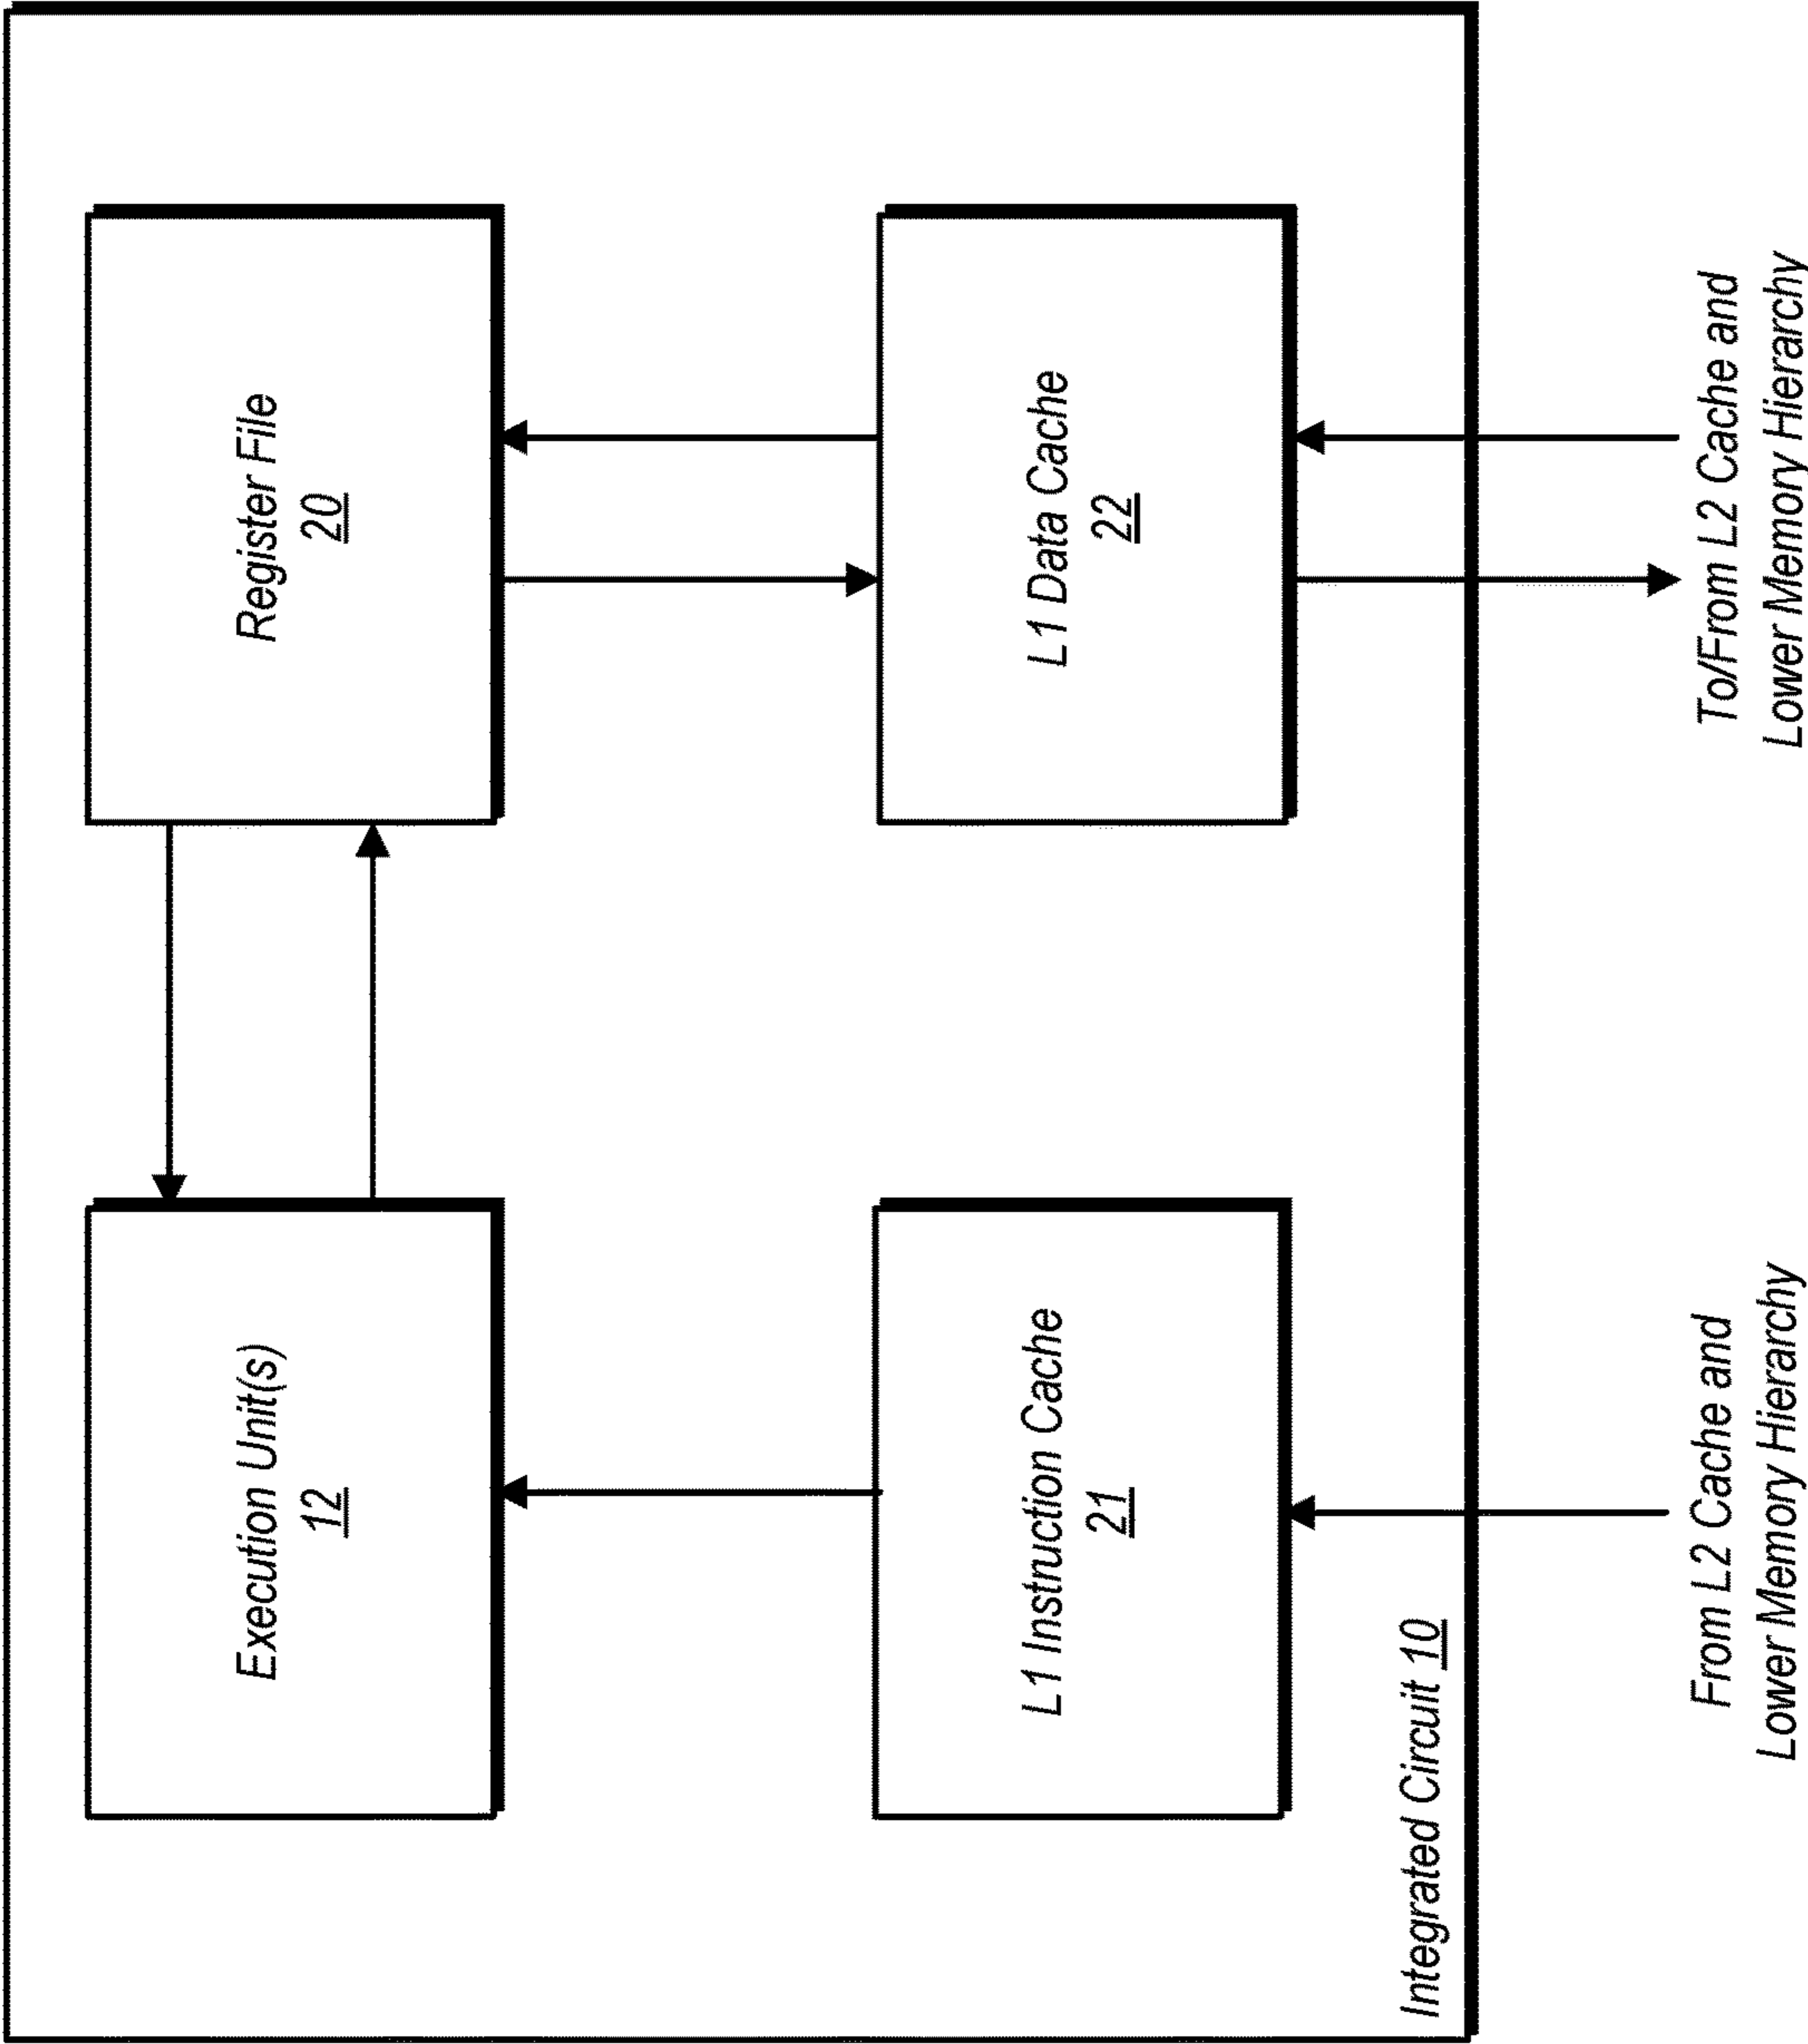 Execution Unit(s)
12
Register File
20
L1 Instruction Cache
21
L1 Data Cache
22
Integrated Circuit 10
From L2 Cache and
Lower Memory Hierarchy
To/From L2 Cache and
Lower Memory Hierarchy